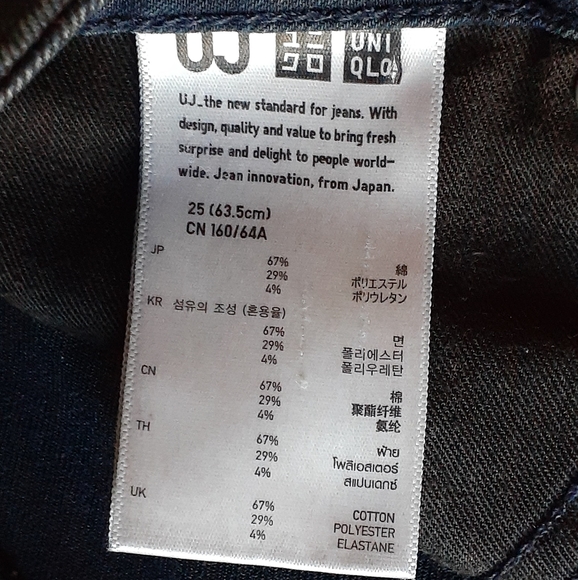 UJ
UNI
QLO
UJ_the new standard for jeans. With
design, quality and value to bring fresh
surprise and delight to people world-
wide. Jean innovation, from Japan.
25 (63.5cm)
CN 160/64A
JP
67% 綿
29% ポリエステル
4% ポリウレタン
KR 섬유의 조성 (혼용율)
67% 면
29% 폴리에스터
4% 폴리우레탄
CN
67% 棉
29% 聚酯纤维
4% 氨纶
TH
67% ฝ้าย
29% โพลีเอสเตอร์
4% สแปนเดกซ์
UK
67% COTTON
29% POLYESTER
4% ELASTANE